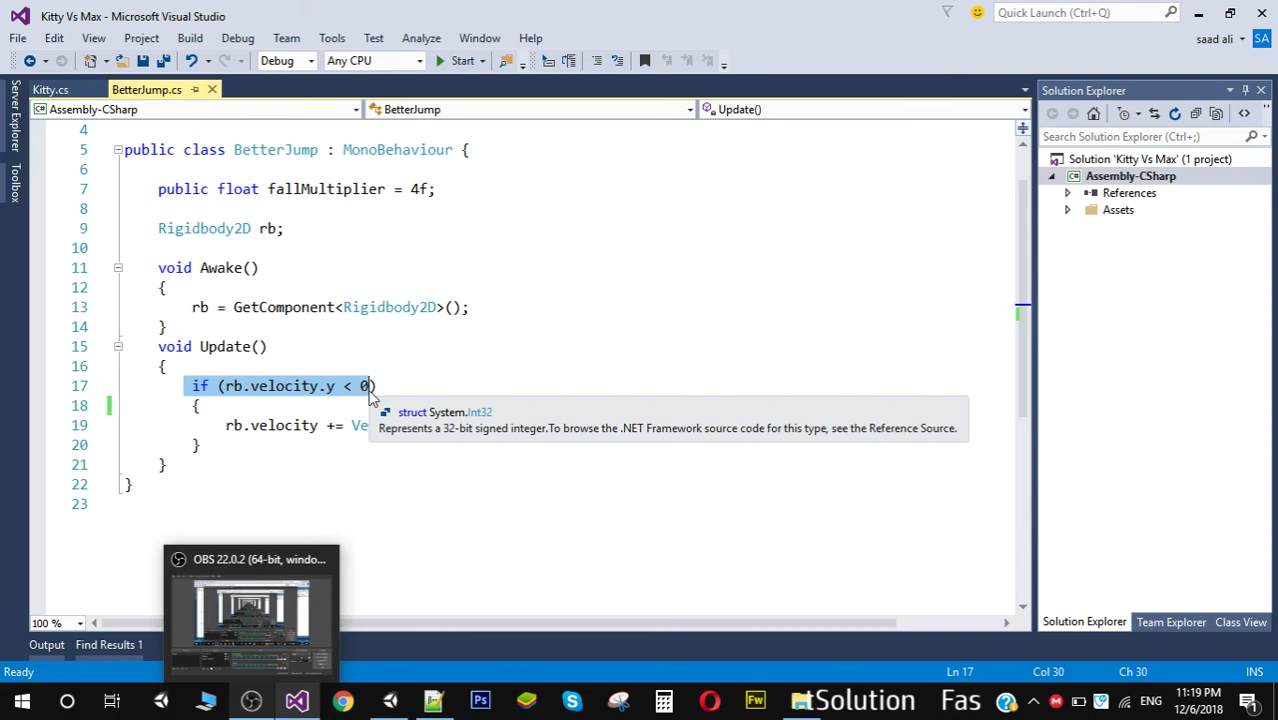 Kitty Vs Max - Microsoft Visual Studio
Quick Launch (Ctrl+Q)
File Edit View Project Build Debug Team Tools Test Analyze Window Help
saad ali SA
Debug Any CPU Start
Kitty.cs BetterJump.cs
Assembly-CSharp BetterJump Update()
Server Explorer
Toolbox
4
5 public class BetterJump : MonoBehaviour {
6
7 public float fallMultiplier = 4f;
8
9 Rigidbody2D rb;
10
11 void Awake()
12 {
13 rb = GetComponent<Rigidbody2D>();
14 }
15 void Update()
16 {
17 if (rb.velocity.y < 0)
18 {
19 rb.velocity += Ve
20 }
21 }
22 }
23
struct System.Int32
Represents a 32-bit signed integer.To browse the .NET Framework source code for this type, see the Reference Source.
Solution Explorer
Search Solution Explorer (Ctrl+;)
Solution 'Kitty Vs Max' (1 project)
Assembly-CSharp
References
Assets
OBS 22.0.2 (64-bit, windo...
100 %
Solution Explorer Team Explorer Class View
Output Find Results 1
Ready Ln 17 Col 30 Ch 30 INS
Ps Fw tSolution Fas ENG 11:19 PM
12/6/2018